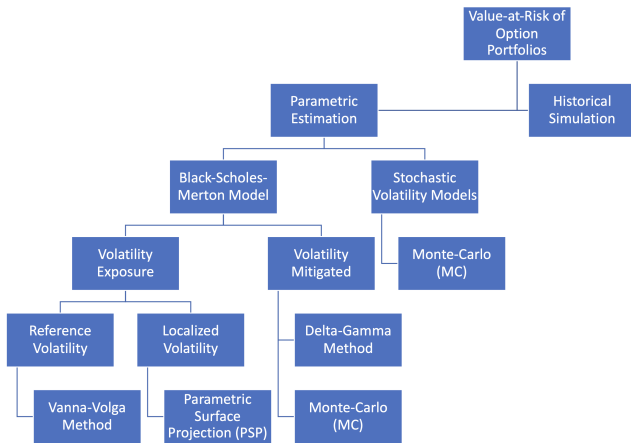 Value-at-Risk of
Option
Portfolios
Parametric
Estimation
Historical
Simulation
Black-Scholes-
Merton Model
Stochastic
Volatility Models
Volatility
Exposure
Volatility
Mitigated
Monte-Carlo
(MC)
Reference
Volatility
Localized
Volatility
Delta-Gamma
Method
Vanna-Volga
Method
Parametric
Surface
Projection (PSP)
Monte-Carlo
(MC)